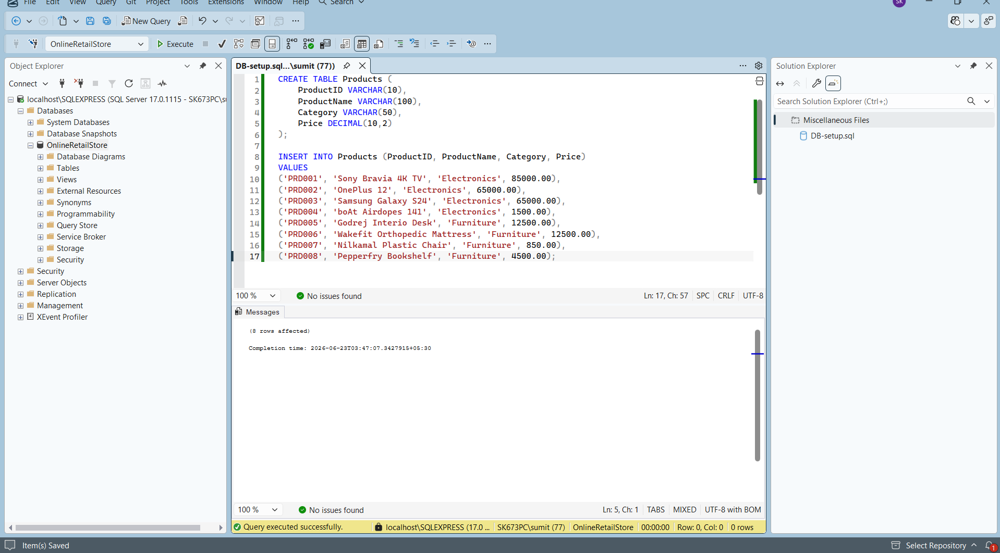 File Edit View Query Git Project Tools Extensions Window Help Search SK
New Query
OnlineRetailStore Execute
Object Explorer
Connect
localhost\SQLEXPRESS (SQL Server 17.0.1115 - SK673PC\su
Databases
System Databases
Database Snapshots
OnlineRetailStore
Database Diagrams
Tables
Views
External Resources
Synonyms
Programmability
Query Store
Service Broker
Storage
Security
Security
Server Objects
Replication
Management
XEvent Profiler
DB-setup.sql...\sumit (77))
1 CREATE TABLE Products (
2 ProductID VARCHAR(10),
3 ProductName VARCHAR(100),
4 Category VARCHAR(50),
5 Price DECIMAL(10,2)
6 );
7
8 INSERT INTO Products (ProductID, ProductName, Category, Price)
9 VALUES
10 ('PRD001', 'Sony Bravia 4K TV', 'Electronics', 85000.00),
11 ('PRD002', 'OnePlus 12', 'Electronics', 65000.00),
12 ('PRD003', 'Samsung Galaxy S24', 'Electronics', 65000.00),
13 ('PRD004', 'boAt Airdopes 141', 'Electronics', 1500.00),
14 ('PRD005', 'Godrej Interio Desk', 'Furniture', 12500.00),
15 ('PRD006', 'Wakefit Orthopedic Mattress', 'Furniture', 12500.00),
16 ('PRD007', 'Nilkamal Plastic Chair', 'Furniture', 850.00),
17 ('PRD008', 'Pepperfry Bookshelf', 'Furniture', 4500.00);
100 % No issues found Ln: 17, Ch: 57 SPC CRLF UTF-8
Messages
(8 rows affected)
Completion time: 2026-06-23T03:47:07.3427915+05:30
100 % No issues found Ln: 5, Ch: 1 TABS MIXED UTF-8 with BOM
Query executed successfully. localhost\SQLEXPRESS (17.0 ... SK673PC\sumit (77) OnlineRetailStore 00:00:00 Row: 0, Col: 0 0 rows
Solution Explorer
Search Solution Explorer (Ctrl+;)
Miscellaneous Files
DB-setup.sql
Item(s) Saved Select Repository 1